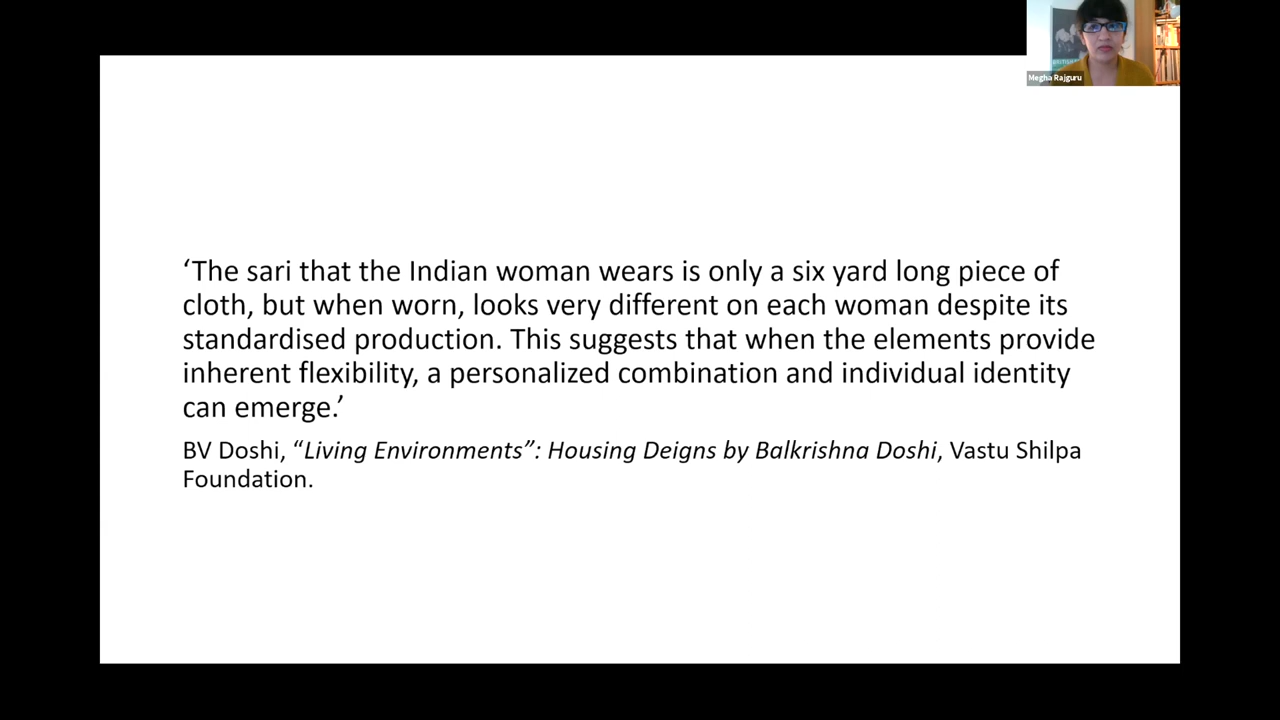 Megha Rajguru
‘The sari that the Indian woman wears is only a six yard long piece of
cloth, but when worn, looks very different on each woman despite its
standardised production. This suggests that when the elements provide
inherent flexibility, a personalized combination and individual identity
can emerge.’
BV Doshi, “Living Environments”: Housing Deigns by Balkrishna Doshi, Vastu Shilpa
Foundation.